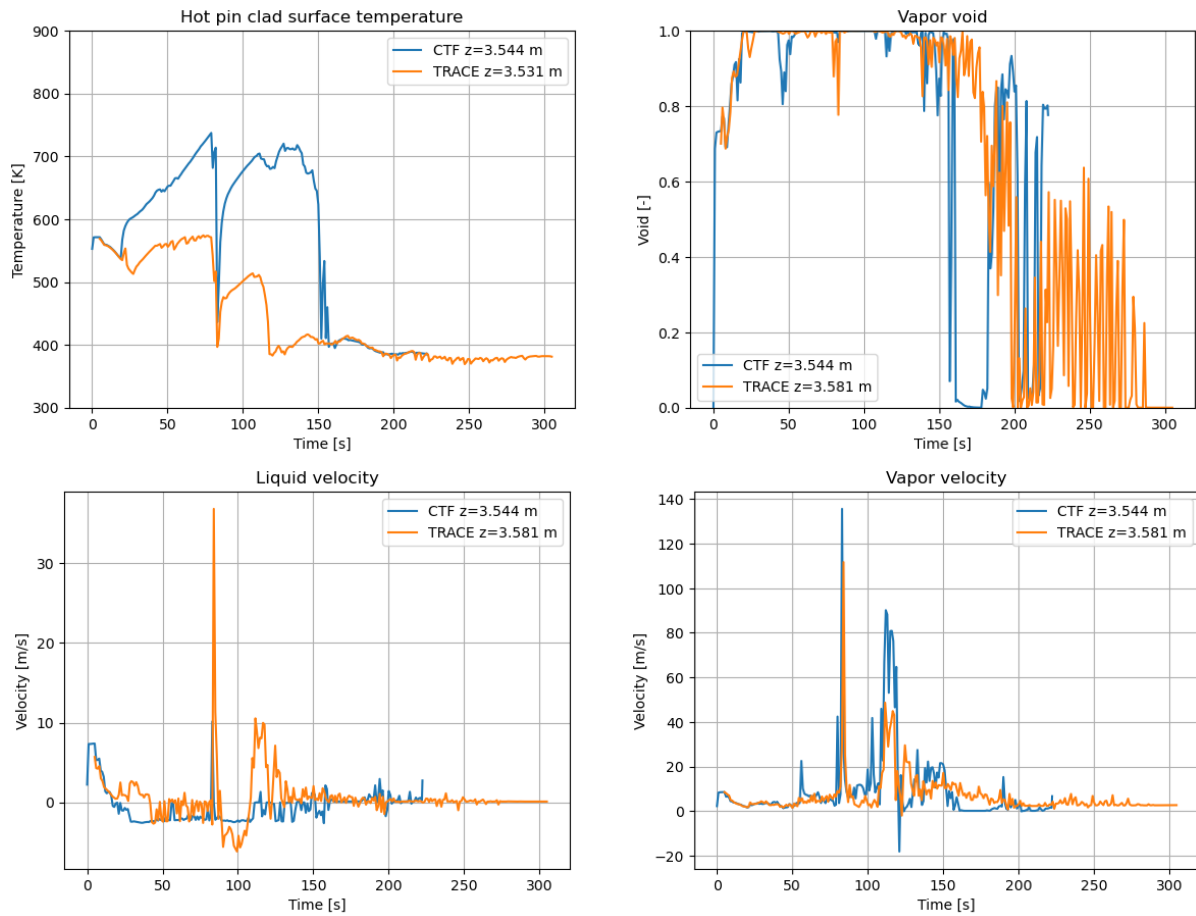 Hot pin clad surface temperature
900
800
700
600
500
400
300
Temperature [K]
CTF z=3.544 m
TRACE z=3.531 m
0
50
100
150
200
250
300
Time [s]
Vapor void
1.0
0.8
0.6
0.4
0.2
0.0
Void [-]
CTF z=3.544 m
TRACE z=3.581 m
0
50
100
150
200
250
300
Time [s]
Liquid velocity
30
20
10
0
Velocity [m/s]
CTF z=3.544 m
TRACE z=3.581 m
0
50
100
150
200
250
300
Time [s]
Vapor velocity
140
120
100
80
60
40
20
0
−20
Velocity [m/s]
CTF z=3.544 m
TRACE z=3.581 m
0
50
100
150
200
250
300
Time [s]